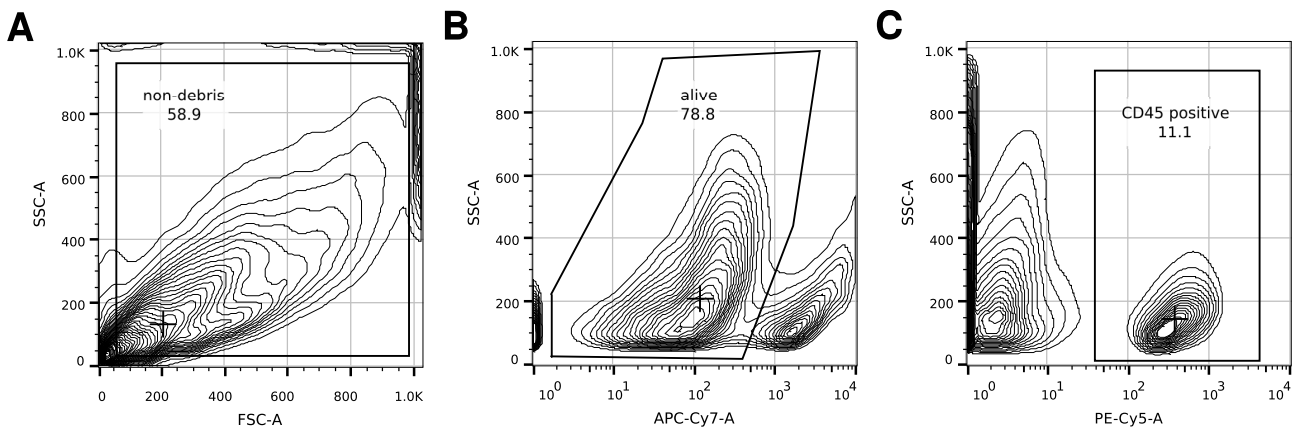 A
1.0K
800
600
400
200
0
SSC-A
non-debris
58.9
0 200 400 600 800 1.0K
FSC-A
B
1.0K
800
600
400
200
0
SSC-A
alive
78.8
10^0 10^1 10^2 10^3 10^4
APC-Cy7-A
C
1.0K
800
600
400
200
0
SSC-A
CD45 positive
11.1
10^0 10^1 10^2 10^3 10^4
PE-Cy5-A